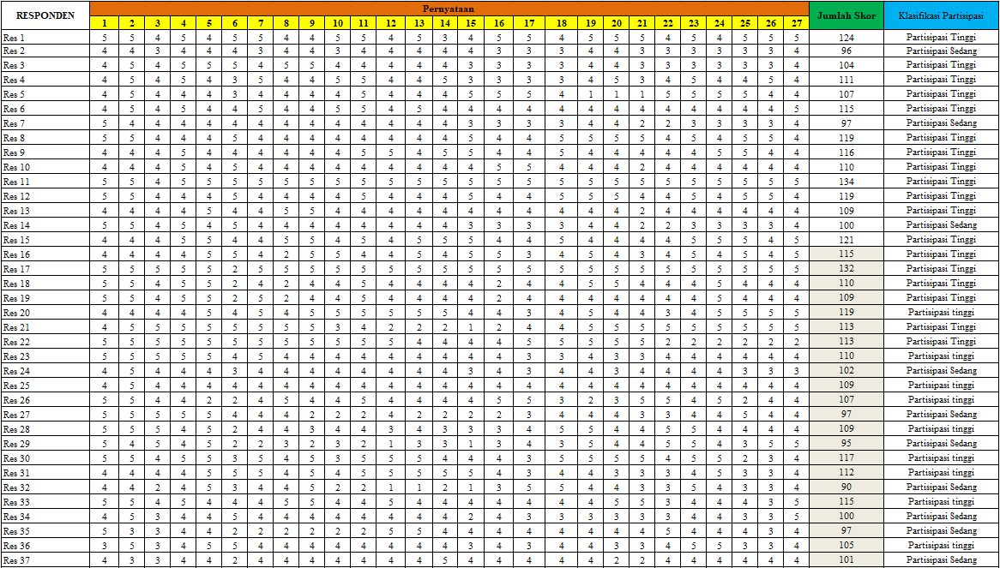 RESPONDEN Pernyataan Jumlah Skor Klasifikasi Partisipasi
1 2 3 4 5 6 7 8 9 10 11 12 13 14 15 16 17 18 19 20 21 22 23 24 25 26 27
Res 1 5 5 4 5 4 5 5 4 4 5 5 4 5 3 4 5 5 4 5 5 5 4 5 4 5 5 5 124 Partisipasi Tinggi
Res 2 4 4 3 4 4 4 3 4 4 3 4 4 4 4 4 3 3 3 4 4 3 3 3 3 3 3 4 96 Partisipasi Sedang
Res 3 4 5 4 5 5 5 4 5 5 4 4 4 4 4 3 3 3 3 4 4 3 3 3 3 3 3 4 104 Partisipasi Tinggi
Res 4 4 5 4 5 4 3 5 4 4 5 5 4 4 5 3 3 3 3 4 5 3 4 5 4 4 5 4 111 Partisipasi Tinggi
Res 5 4 5 4 4 4 3 4 4 4 4 5 4 4 4 5 5 5 4 1 1 1 5 5 5 5 4 4 107 Partisipasi Tinggi
Res 6 4 5 4 5 4 4 5 4 4 5 5 4 5 4 4 4 4 4 4 4 4 4 4 4 4 4 5 115 Partisipasi Tinggi
Res 7 5 4 4 4 4 4 4 4 4 4 4 4 4 4 3 3 3 3 4 4 2 2 3 3 3 3 4 97 Partisipasi Sedang
Res 8 5 5 4 4 4 5 4 4 4 4 4 4 4 4 5 4 4 5 5 5 5 4 5 4 5 5 4 119 Partisipasi Tinggi
Res 9 4 4 4 5 4 4 4 4 4 4 5 5 4 5 5 4 4 5 4 4 4 4 5 5 4 4 4 116 Partisipasi Tinggi
Res 10 4 4 4 5 4 5 4 4 4 4 4 4 4 4 4 5 5 4 4 4 2 4 4 4 4 4 4 110 Partisipasi Tinggi
Res 11 5 5 4 5 5 5 5 5 5 5 5 5 5 5 5 5 5 5 5 5 5 5 5 5 5 5 5 134 Partisipasi Tinggi
Res 12 5 5 4 4 4 5 4 4 4 4 5 4 4 4 5 4 4 5 5 5 4 4 5 4 5 5 4 119 Partisipasi Tinggi
Res 13 4 4 4 4 5 4 4 5 5 4 4 4 4 4 4 4 4 4 4 4 2 4 4 4 4 4 4 109 Partisipasi Tinggi
Res 14 5 5 4 5 4 5 4 4 4 4 4 4 4 4 3 3 3 3 4 4 2 2 3 3 3 3 4 100 Partisipasi Sedang
Res 15 4 4 4 5 5 4 4 5 5 4 5 4 5 5 5 4 4 5 4 4 4 4 5 5 5 4 5 121 Partisipasi Tinggi
Res 16 4 4 4 4 5 5 4 2 5 5 4 4 5 4 5 5 3 4 5 4 3 4 5 4 5 4 5 115 Partisipasi Tinggi
Res 17 5 5 5 5 5 2 5 5 5 5 5 5 5 5 5 5 5 5 5 5 5 5 5 5 5 5 5 132 Partisipasi Tinggi
Res 18 5 5 4 5 5 2 4 2 4 4 5 4 4 4 4 2 4 4 5 5 4 4 4 5 4 4 4 110 Partisipasi Tinggi
Res 19 5 5 4 5 5 2 5 2 4 4 5 4 4 4 4 2 4 4 4 4 4 4 4 5 4 4 4 109 Partisipasi Tinggi
Res 20 4 4 4 4 5 4 5 4 5 5 5 5 5 5 4 4 3 4 5 4 4 3 4 5 5 5 5 119 Partisipasi tinggi
Res 21 4 5 5 5 5 5 5 5 5 3 4 2 2 2 1 2 4 4 5 5 5 5 5 5 5 5 5 113 Partisipasi Tinggi
Res 22 5 5 5 5 5 5 5 5 5 5 5 4 4 4 4 5 5 5 5 5 5 2 2 2 2 2 2 113 Partisipasi Tinggi
Res 23 5 5 5 5 5 4 5 4 4 4 4 4 4 4 4 4 3 3 4 3 3 4 4 4 4 4 4 110 Partisipasi tinggi
Res 24 4 5 4 4 4 3 4 4 4 4 4 4 4 4 3 4 3 4 4 3 4 4 4 4 3 3 3 102 Partisipasi Sedang
Res 25 4 5 4 4 4 4 4 4 4 4 4 4 4 4 4 4 4 4 4 4 4 4 4 4 4 4 4 109 Partisipasi tinggi
Res 26 5 5 4 4 2 2 4 5 4 4 5 4 4 4 4 5 5 3 2 3 5 5 4 5 2 4 4 107 Partisipasi tinggi
Res 27 5 5 5 5 5 4 4 4 2 2 2 4 2 2 2 2 3 4 4 4 3 3 4 4 5 4 4 97 Partisipasi Sedang
Res 28 5 5 5 4 5 2 4 4 3 4 4 3 4 3 3 3 4 5 5 4 4 5 5 4 4 4 4 109 Partisipasi tinggi
Res 29 5 4 5 4 5 2 2 3 2 3 2 1 3 3 1 3 4 3 5 4 4 5 5 4 3 5 5 95 Partisipasi Sedang
Res 30 5 5 4 5 5 3 5 4 5 3 5 5 5 4 4 4 3 5 5 5 5 4 5 5 2 3 4 117 Partisipasi tinggi
Res 31 4 4 4 4 5 5 5 4 5 4 5 5 5 5 5 4 3 4 4 3 3 3 4 5 3 3 4 112 Partisipasi tinggi
Res 32 4 4 2 4 5 3 4 4 5 2 2 1 1 2 1 3 5 5 4 4 3 3 5 4 3 3 4 90 Partisipasi Sedang
Res 33 5 5 4 5 4 4 4 5 5 4 4 5 4 4 4 4 4 4 4 5 5 3 4 4 4 3 5 115 Partisipasi tinggi
Res 34 4 5 3 4 4 5 4 4 4 4 4 4 4 4 2 4 3 3 3 3 3 3 4 4 3 3 5 100 Partisipasi Sedang
Res 35 5 3 3 4 4 2 2 2 2 2 2 5 5 4 4 4 4 4 4 4 4 5 4 4 4 3 4 97 Partisipasi Sedang
Res 36 3 5 3 4 5 5 4 4 4 4 4 4 4 4 3 4 3 4 4 3 3 4 5 5 3 3 4 105 Partisipasi tinggi
Res 37 4 3 3 4 4 2 4 4 4 4 4 4 4 5 4 4 4 4 4 2 2 4 4 4 4 4 4 101 Partisipasi Sedang